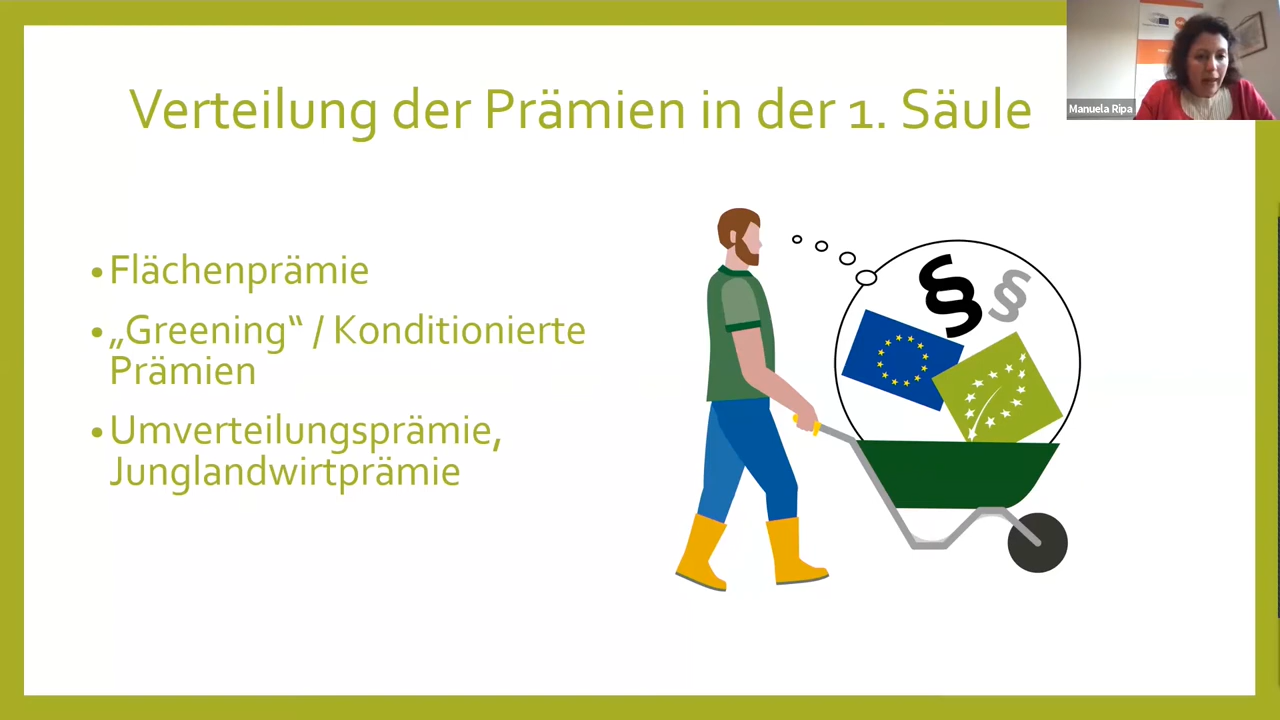 Verteilung der Prämien in der 1. Säule
Manuela Ripa
•Flächenprämie
•„Greening“ / Konditionierte
Prämien
•Umverteilungsprämie,
Junglandwirtprämie
§ §